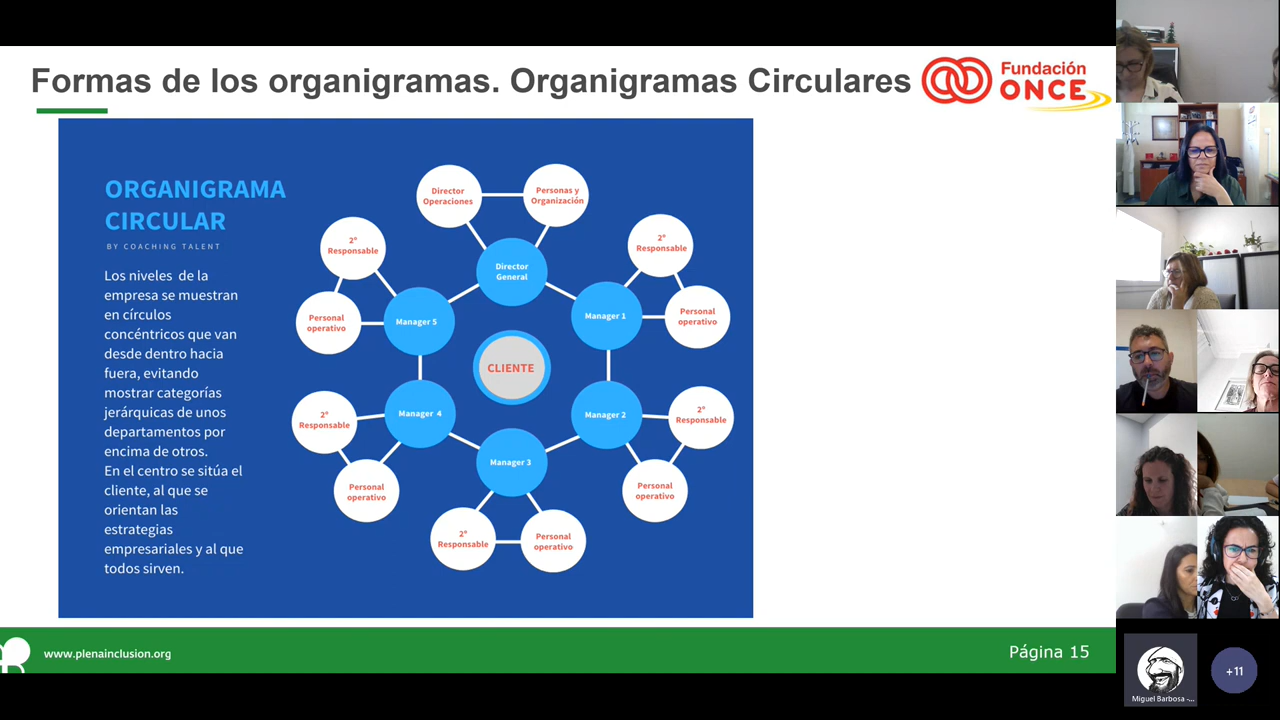 Formas de los organigramas. Organigramas Circulares
Fundación
ONCE
ORGANIGRAMA
CIRCULAR
BY COACHING TALENT
Los niveles de la
empresa se muestran
en círculos
concéntricos que van
desde dentro hacia
fuera, evitando
mostrar categorías
jerárquicas de unos
departamentos por
encima de otros.
En el centro se sitúa el
cliente, al que se
orientan las
estrategias
empresariales y al que
todos sirven.
Director
Operaciones
Personas y
Organización
2º
Responsable
2º
Responsable
Director
General
Personal
operativo
Manager 5
Manager 1
Personal
operativo
CLIENTE
2º
Responsable
Manager 4
Manager 2
2º
Responsable
Manager 3
Personal
operativo
Personal
operativo
2º
Responsable
Personal
operativo
www.plenainclusion.org
Página 15
Miguel Barbosa -...
+11